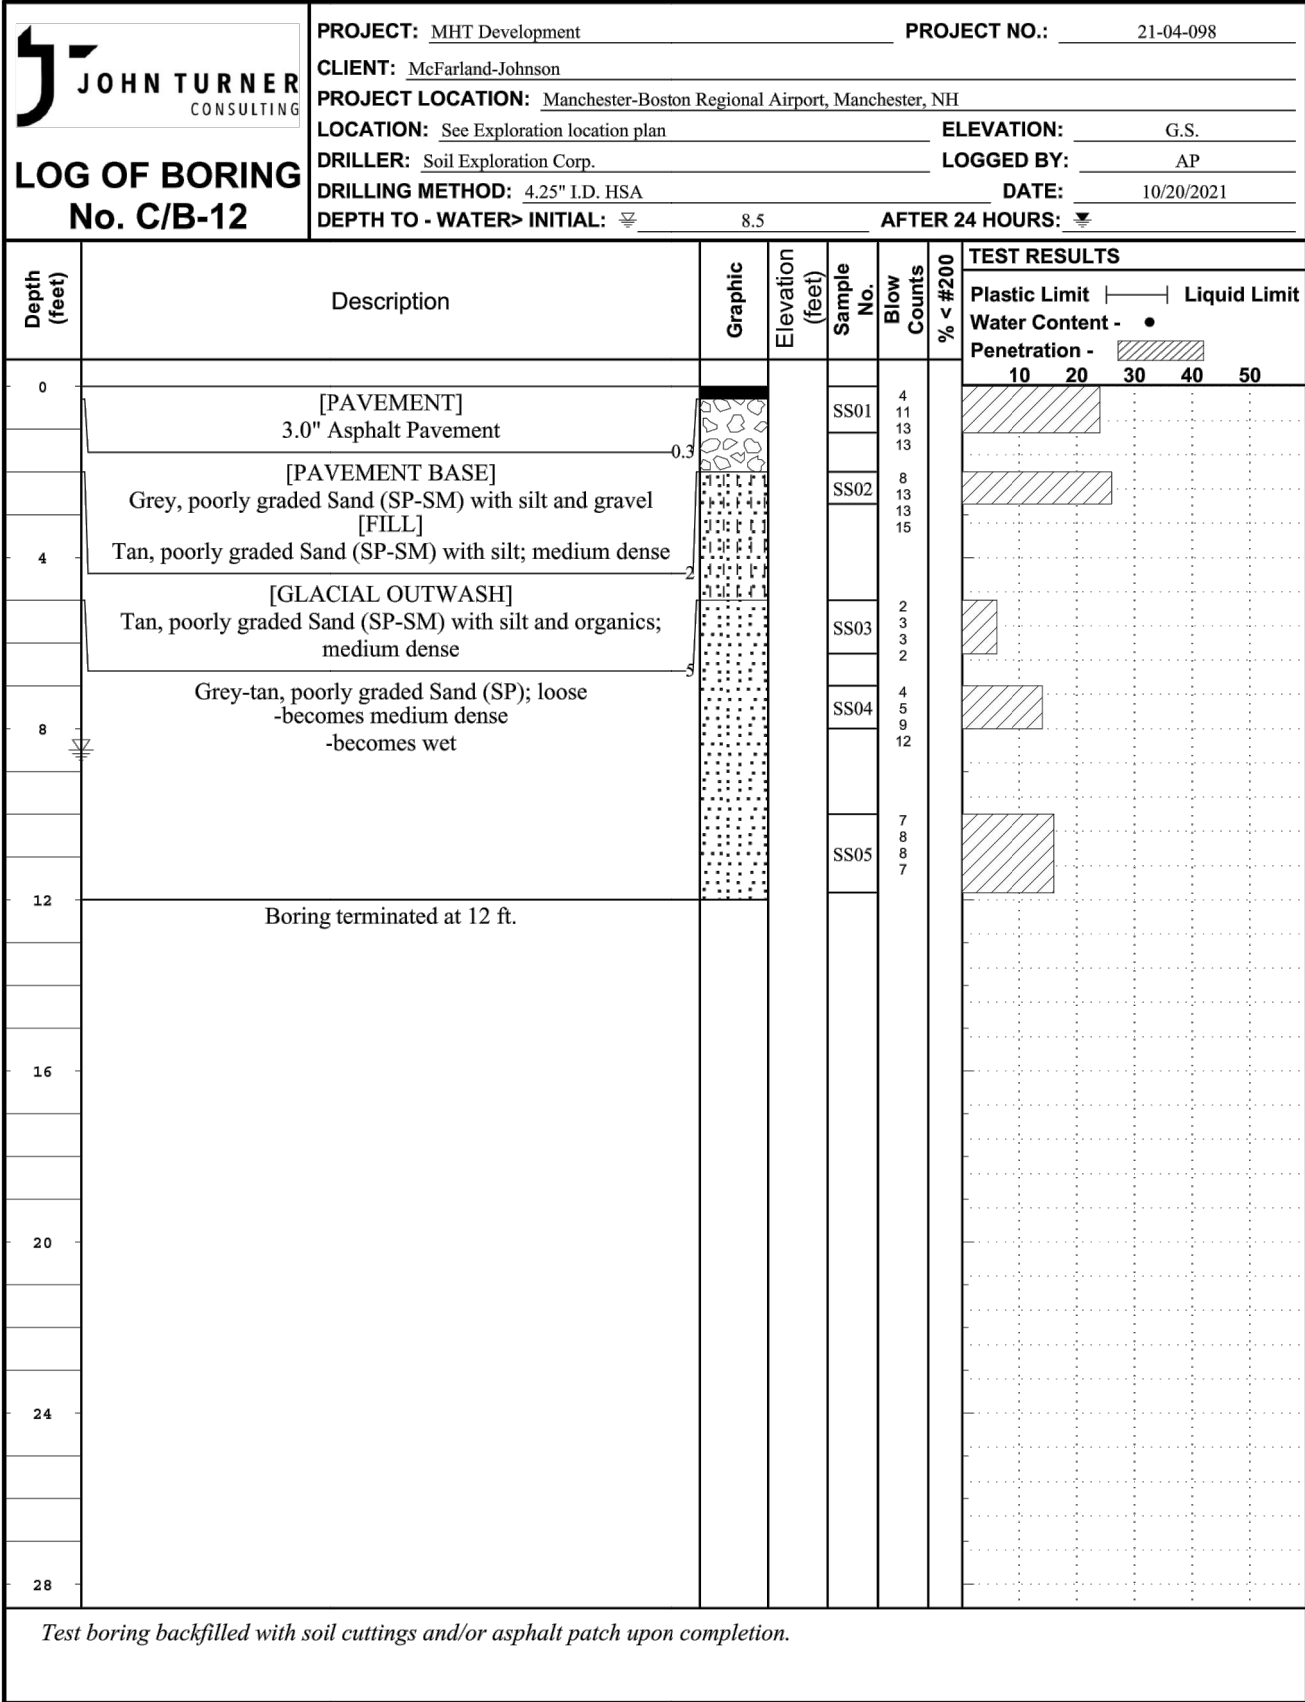 JOHN TURNER
CONSULTING
LOG OF BORING
No. C/B-12
PROJECT: MHT Development PROJECT NO.: 21-04-098
CLIENT: McFarland-Johnson
PROJECT LOCATION: Manchester-Boston Regional Airport, Manchester, NH
LOCATION: See Exploration location plan ELEVATION: G.S.
DRILLER: Soil Exploration Corp. LOGGED BY: AP
DRILLING METHOD: 4.25" I.D. HSA DATE: 10/20/2021
DEPTH TO - WATER> INITIAL: 8.5 AFTER 24 HOURS:
Depth
(feet)
Description
Graphic
Elevation
(feet)
Sample
No.
Blow
Counts
% < #200
TEST RESULTS
Plastic Limit Liquid Limit
Water Content -
Penetration -
10 20 30 40 50
0
[PAVEMENT]
3.0" Asphalt Pavement
0.3
SS01
4
11
13
13
[PAVEMENT BASE]
Grey, poorly graded Sand (SP-SM) with silt and gravel
[FILL]
Tan, poorly graded Sand (SP-SM) with silt; medium dense
2
SS02
8
13
13
15
4
[GLACIAL OUTWASH]
Tan, poorly graded Sand (SP-SM) with silt and organics;
medium dense
5
SS03
2
3
3
2
Grey-tan, poorly graded Sand (SP); loose
-becomes medium dense
-becomes wet
SS04
4
5
9
12
8
SS05
7
8
8
7
12
Boring terminated at 12 ft.
16
20
24
28
Test boring backfilled with soil cuttings and/or asphalt patch upon completion.